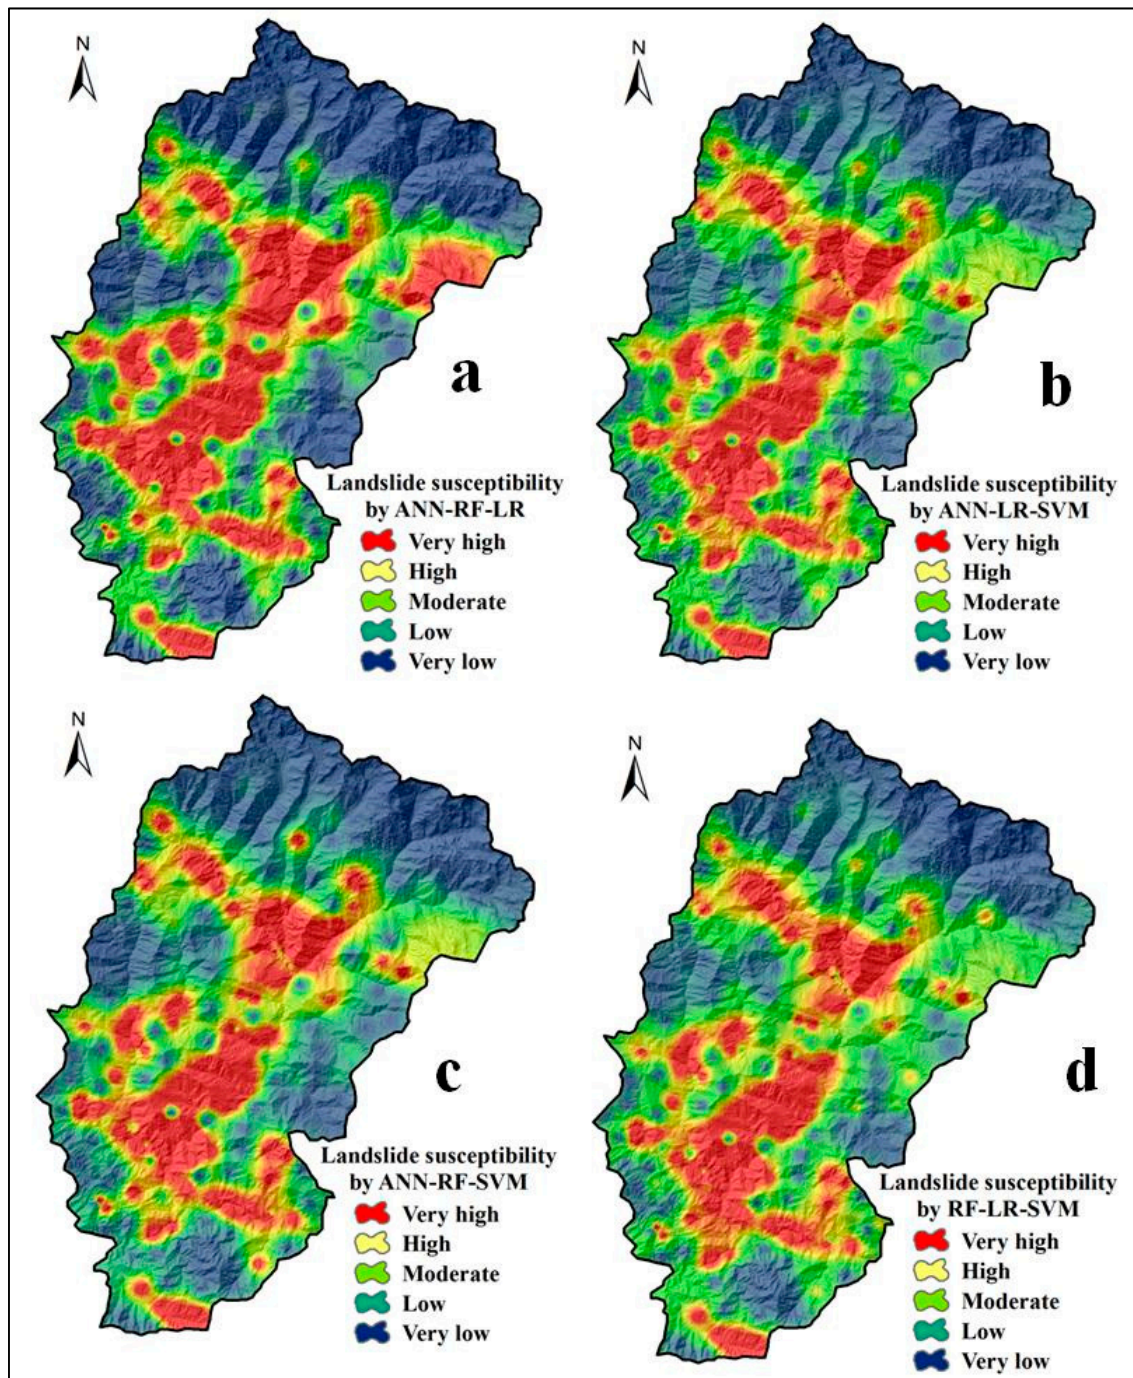 N
a
Landslide susceptibility
by ANN-RF-LR
Very high
High
Moderate
Low
Very low
N
b
Landslide susceptibility
by ANN-LR-SVM
Very high
High
Moderate
Low
Very low
N
c
Landslide susceptibility
by ANN-RF-SVM
Very high
High
Moderate
Low
Very low
N
d
Landslide susceptibility
by RF-LR-SVM
Very high
High
Moderate
Low
Very low